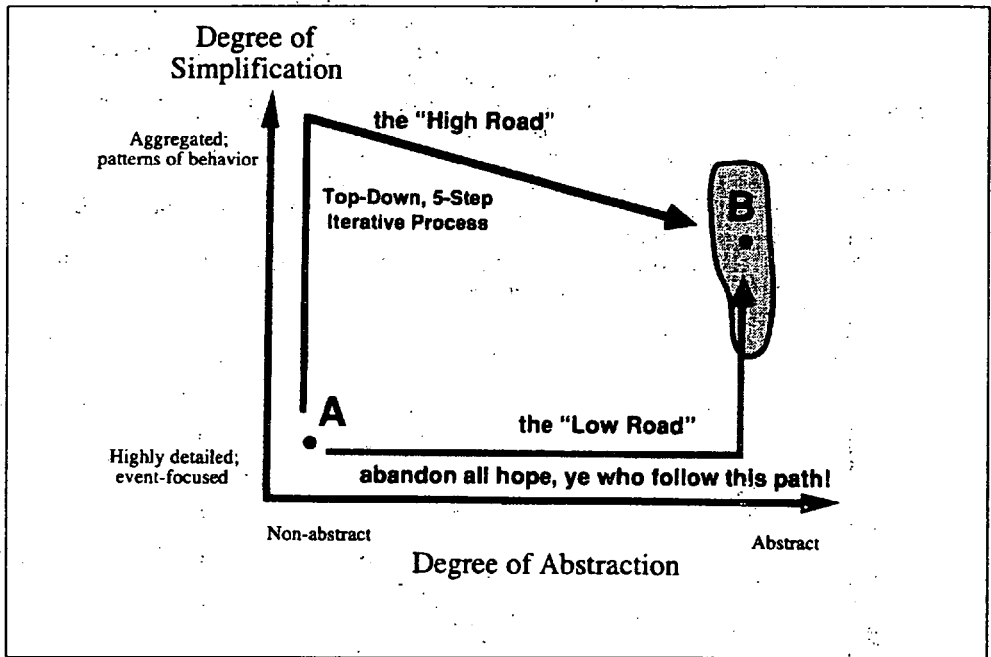 Degree of
Simplification
the "High Road"
Aggregated;
patterns of behavior
Top-Down, 5-Step
Iterative Process
B
A
the "Low Road"
Highly detailed;
event-focused
abandon all hope, ye who follow this path!
Non-abstract
Abstract
Degree of Abstraction